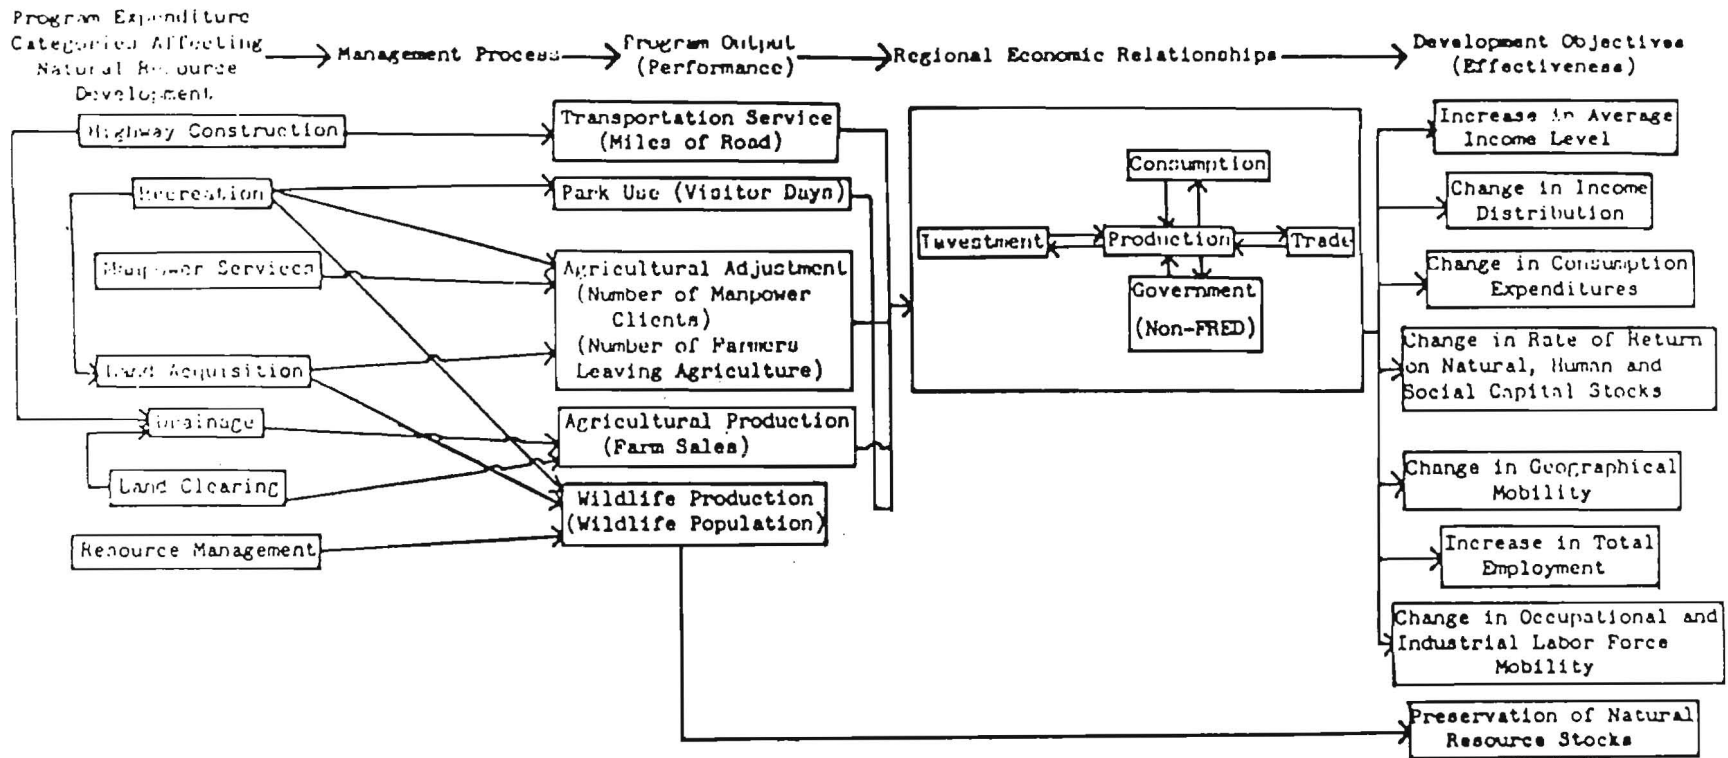 Program Expenditure
Categories Affecting
Natural Resource
Development
Management Process
Program Output
(Performance)
Regional Economic Relationships
Development Objectives
(Effectiveness)
Highway Construction
Recreation
Manpower Services
Land Acquisition
Drainage
Land Clearing
Resource Management
Transportation Service
(Miles of Road)
Park Use (Visitor Days)
Agricultural Adjustment
(Number of Manpower
Clients)
(Number of Farmers
Leaving Agriculture)
Agricultural Production
(Farm Sales)
Wildlife Production
(Wildlife Population)
Consumption
Investment
Production
Trade
Government
(Non-FRED)
Increase in Average
Income Level
Change in Income
Distribution
Change in Consumption
Expenditures
Change in Rate of Return
on Natural, Human and
Social Capital Stocks
Change in Geographical
Mobility
Increase in Total
Employment
Change in Occupational and
Industrial Labor Force
Mobility
Preservation of Natural
Resource Stocks